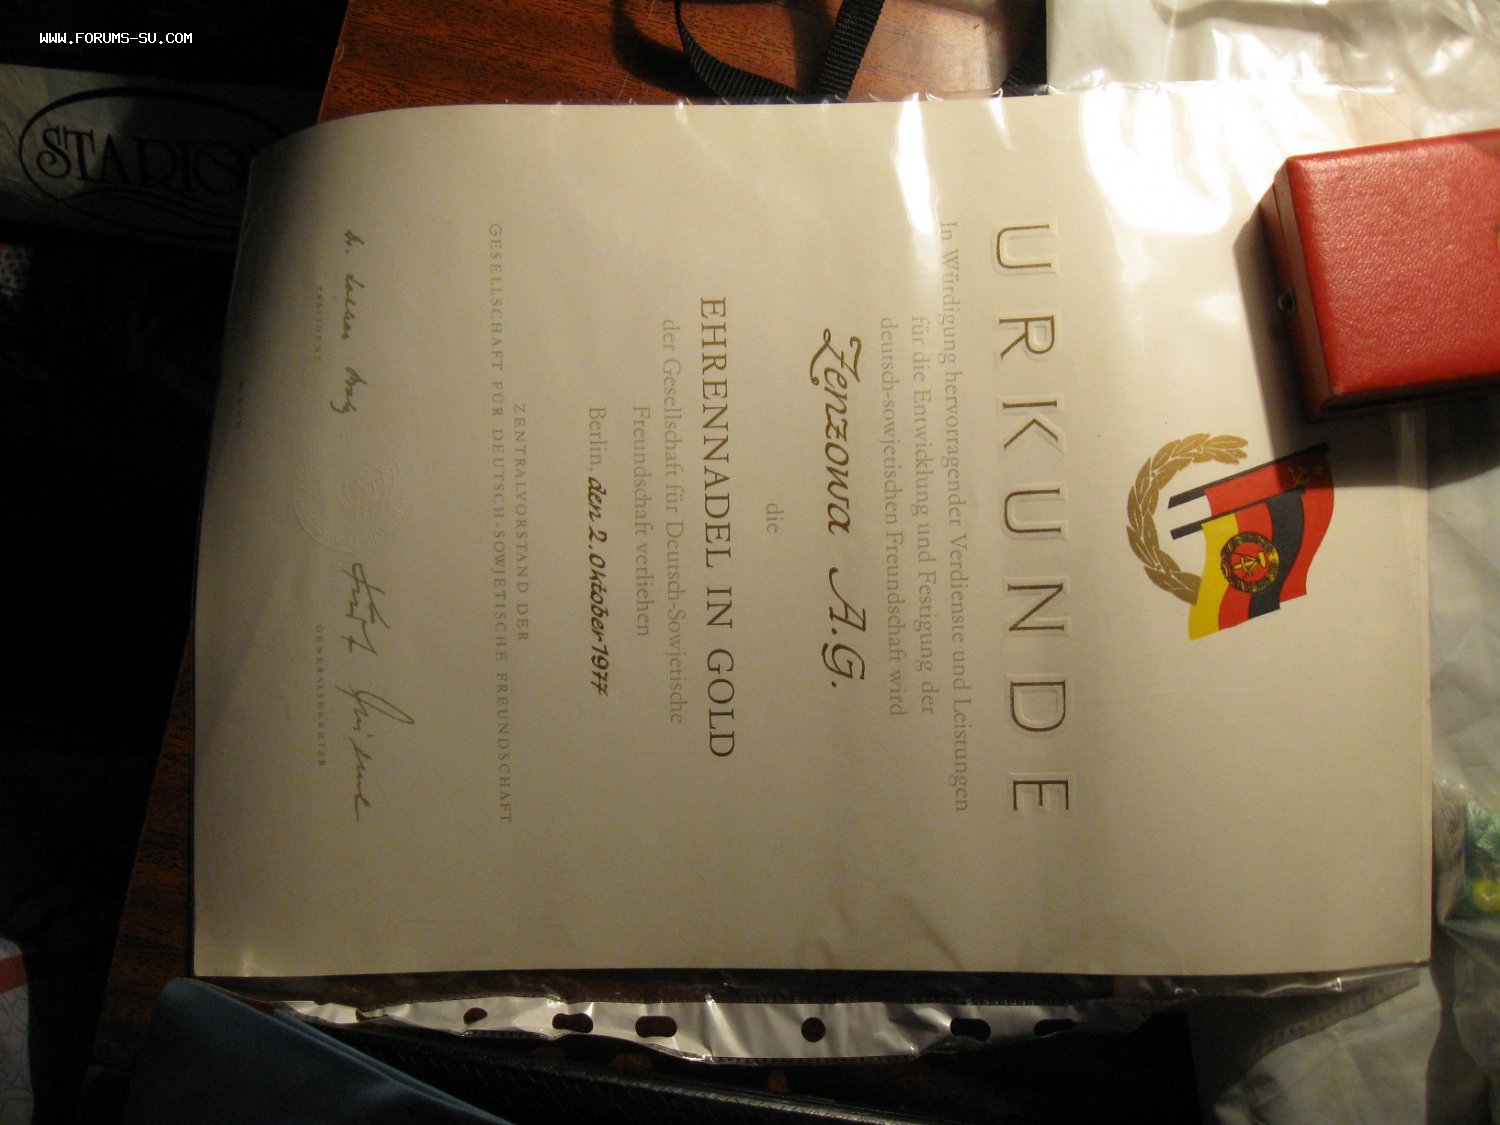 WWW.FORUMS-SU.COM
STARIO
URKUNDE
In Würdigung hervorragender Verdienste und Leistungen
für die Entwicklung und Festigung der
deutsch-sowjetischen Freundschaft wird
Zenzowa A.G.
die
EHRENNADEL IN GOLD
der Gesellschaft für Deutsch-Sowjetische
Freundschaft verliehen
Berlin, den 2. Oktober 1977
ZENTRALVORSTAND DER
GESELLSCHAFT FÜR DEUTSCH-SOWJETISCHE FREUNDSCHAFT
PRÄSIDENT
GENERALSEKRETÄR